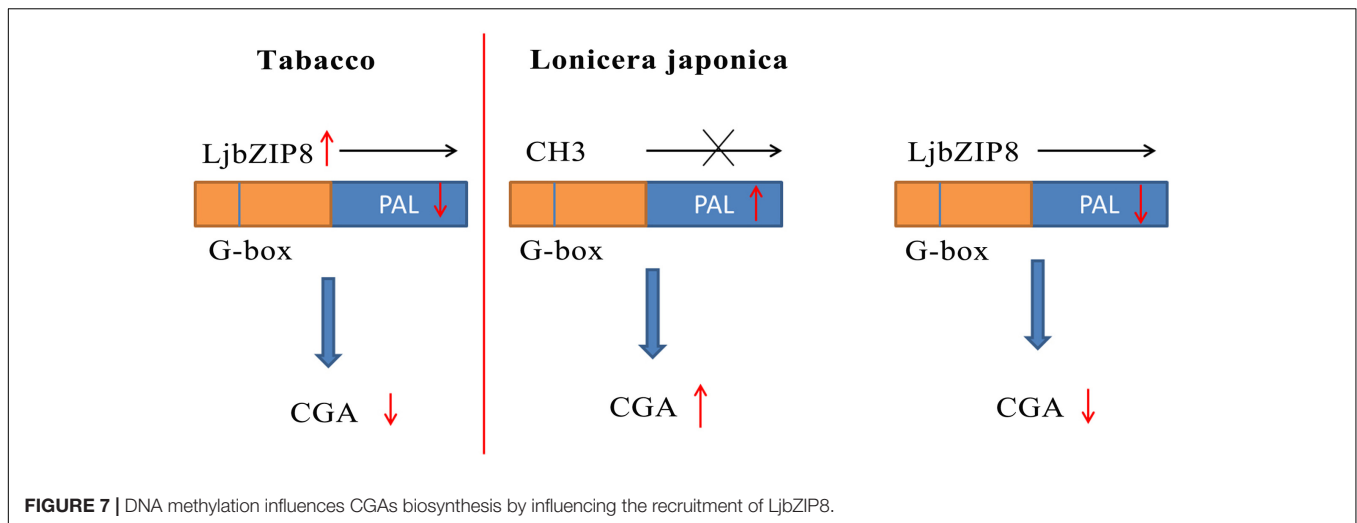 Tabacco
Lonicera japonica
LjbZIP8
CH3
LjbZIP8
PAL
PAL
PAL
G-box
G-box
G-box
CGA
CGA
CGA
FIGURE 7 | DNA methylation influences CGAs biosynthesis by influencing the recruitment of LjbZIP8.